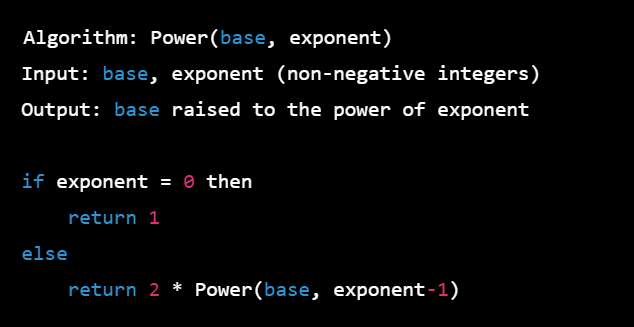 Algorithm: Power(base, exponent)
Input: base, exponent (non-negative integers)
Output: base raised to the power of exponent
if exponent = 0 then
return 1
else
return 2 * Power(base, exponent-1)